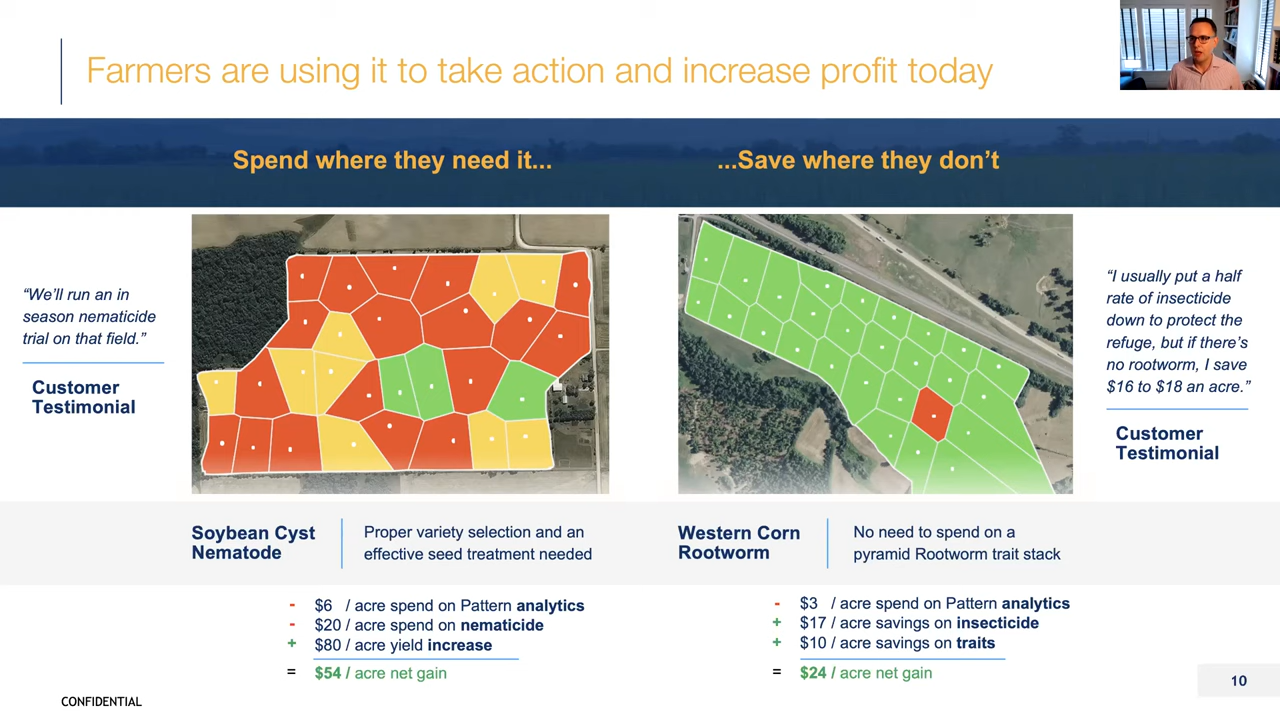 Farmers are using it to take action and increase profit today
Spend where they need it...
...Save where they don’t
“We’ll run an in
season nematicide
trial on that field.”
Customer
Testimonial
“I usually put a half
rate of insecticide
down to protect the
refuge, but if there’s
no rootworm, I save
$16 to $18 an acre.”
Customer
Testimonial
Soybean Cyst
Nematode
Proper variety selection and an
effective seed treatment needed
Western Corn
Rootworm
No need to spend on a
pyramid Rootworm trait stack
- $6 / acre spend on Pattern analytics
- $20 / acre spend on nematicide
+ $80 / acre yield increase
= $54 / acre net gain
- $3 / acre spend on Pattern analytics
+ $17 / acre savings on insecticide
+ $10 / acre savings on traits
= $24 / acre net gain
CONFIDENTIAL
10